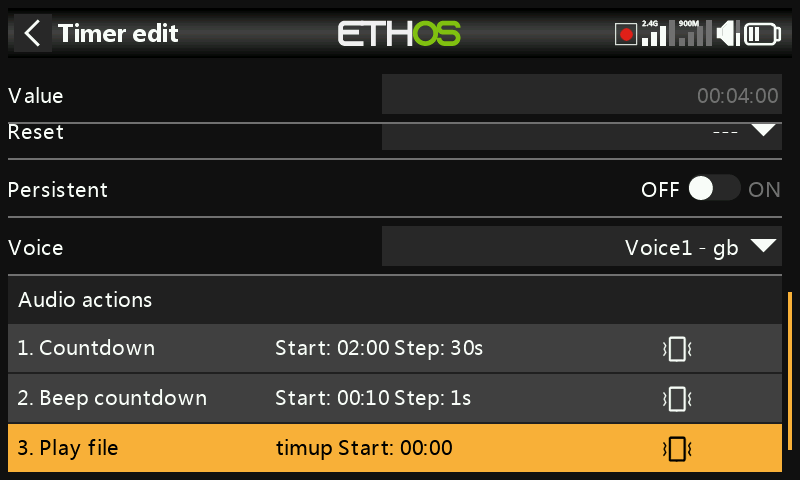 Timer edit ETHOS 2.4G 900M
Value 00:04:00
Reset ---
Persistent OFF ON
Voice Voice1 - gb
Audio actions
1. Countdown Start: 02:00 Step: 30s
2. Beep countdown Start: 00:10 Step: 1s
3. Play file timup Start: 00:00